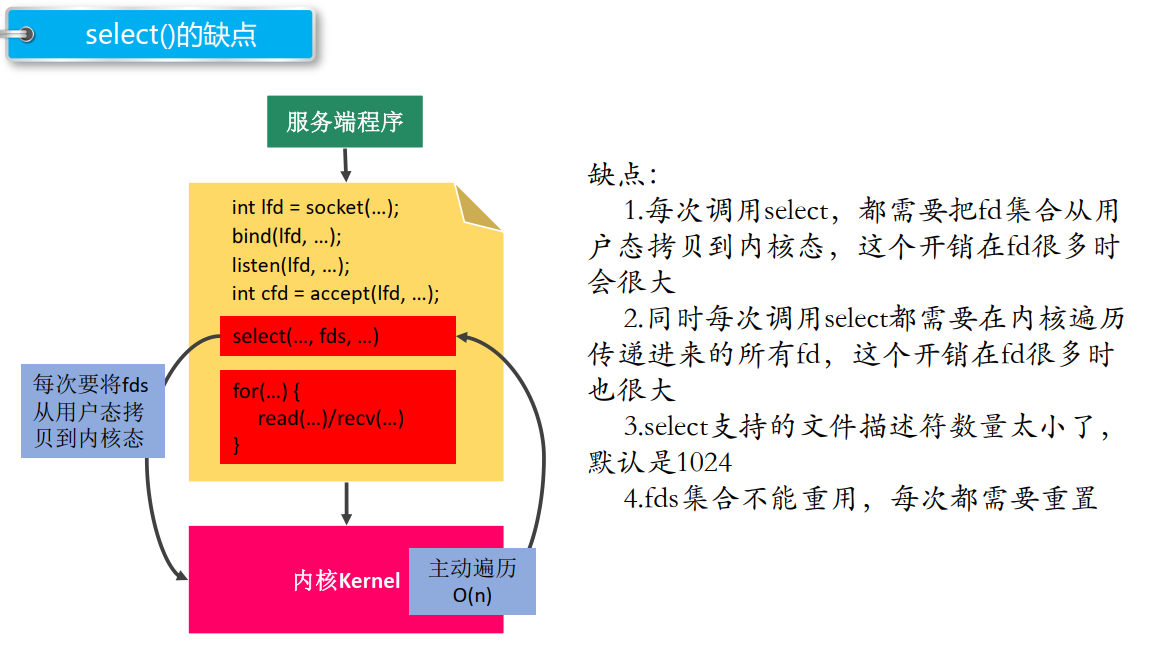 select()的缺点
服务端程序
int lfd = socket(…);
bind(lfd, …);
listen(lfd, …);
int cfd = accept(lfd, …);
select(…, fds, …)
for(…) {
read(…)/recv(…)
}
每次要将fds
从用户态拷
贝到内核态
内核Kernel
主动遍历
O(n)
缺点：
1.每次调用select，都需要把fd集合从用
户态拷贝到内核态，这个开销在fd很多时
会很大
2.同时每次调用select都需要在内核遍历
传递进来的所有fd，这个开销在fd很多时
也很大
3.select支持的文件描述符数量太小了，
默认是1024
4.fds集合不能重用，每次都需要重置